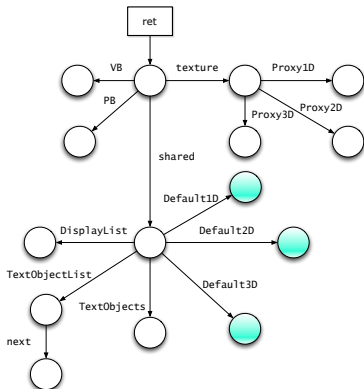 ret
VB
texture
Proxy1D
PB
Proxy3D
Proxy2D
shared
Default1D
DisplayList
Default2D
TextObjectList
Default3D
TextObjects
next